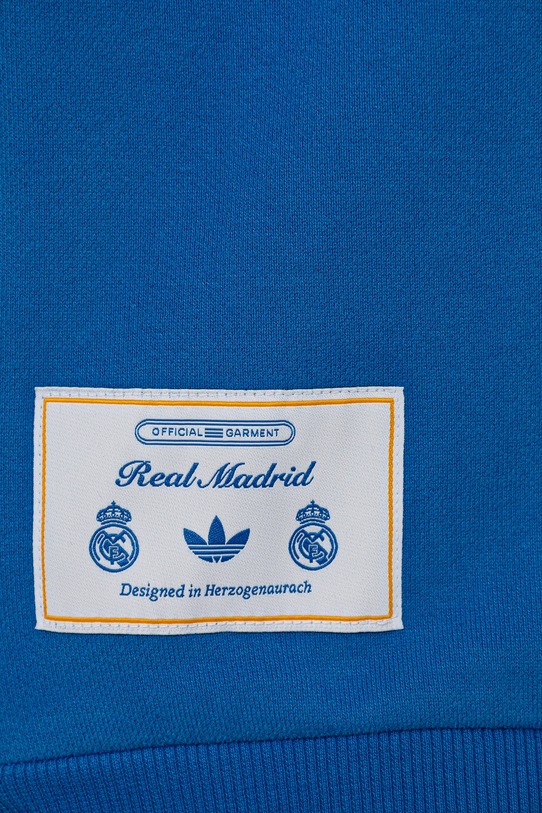 OFFICIAL GARMENT
Real Madrid
Designed in Herzogenaurach